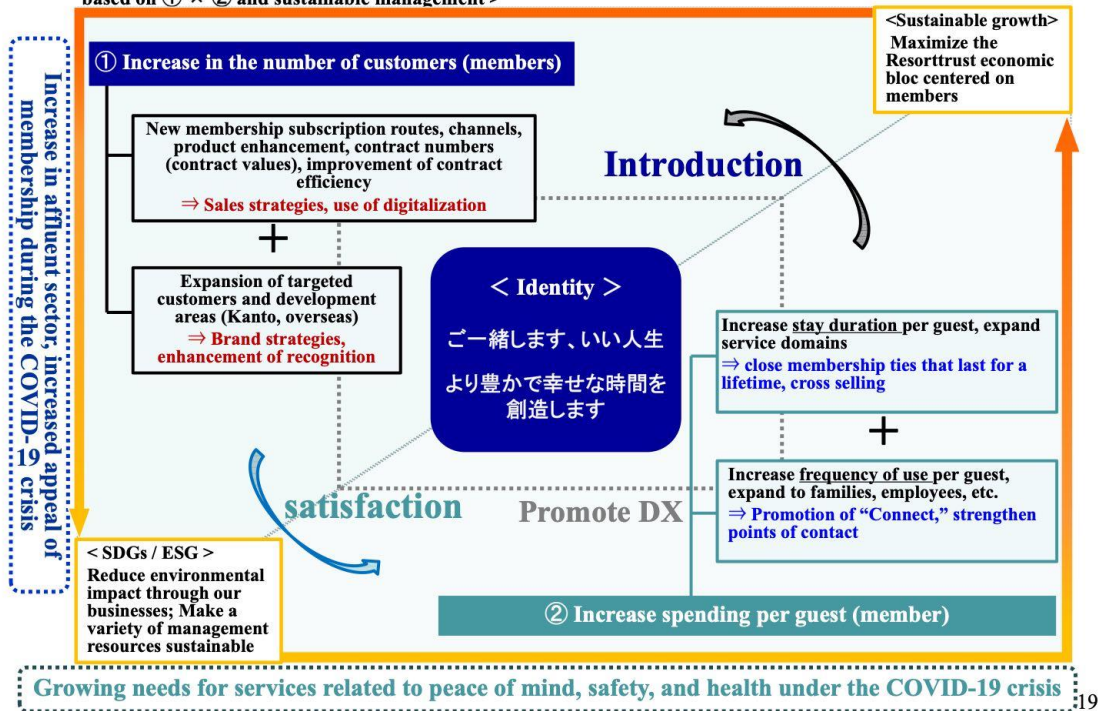 based on ① × ② and sustainable management >
<Sustainable growth>
Maximize the
Resorttrust economic
bloc centered on
members
① Increase in the number of customers (members)
Increase in affluent sector, increased appeal of
membership during the COVID-19 crisis
New membership subscription routes, channels,
product enhancement, contract numbers
(contract values), improvement of contract
efficiency
⇒ Sales strategies, use of digitalization
+
Expansion of targeted
customers and development
areas (Kanto, overseas)
⇒ Brand strategies,
enhancement of recognition
Introduction
< Identity >
ご一緒します、いい人生
より豊かで幸せな時間を
創造します
Increase stay duration per guest, expand
service domains
⇒ close membership ties that last for a
lifetime, cross selling
+
Increase frequency of use per guest,
expand to families, employees, etc.
⇒ Promotion of “Connect,” strengthen
points of contact
satisfaction
Promote DX
< SDGs / ESG >
Reduce environmental
impact through our
businesses; Make a
variety of management
resources sustainable
② Increase spending per guest (member)
Growing needs for services related to peace of mind, safety, and health under the COVID-19 crisis
19